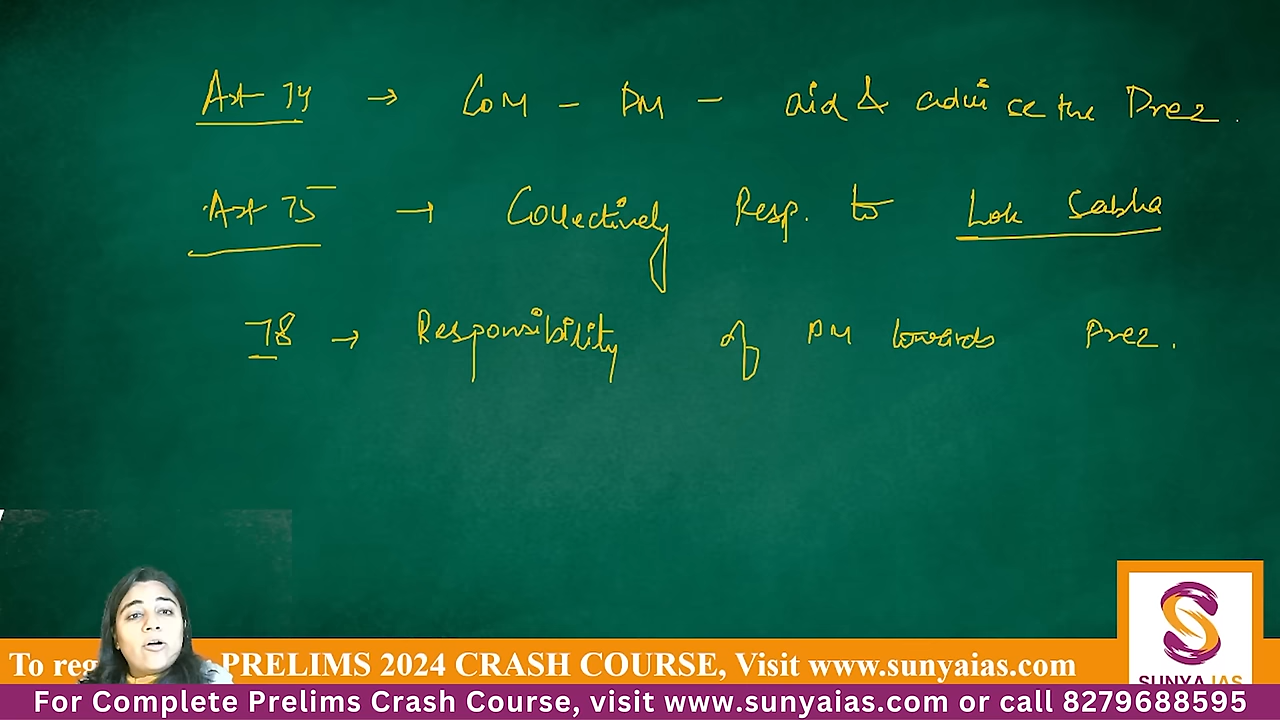 Art 74 → CoM - PM - aid & advise the Prez.
Art 75 → Collectively Resp. to Lok Sabha
78 → Responsibility of PM towards Prez.
To reg PRELIMS 2024 CRASH COURSE, Visit www.sunyaias.com
SUNYA IAS
For Complete Prelims Crash Course, visit www.sunyaias.com or call 8279688595